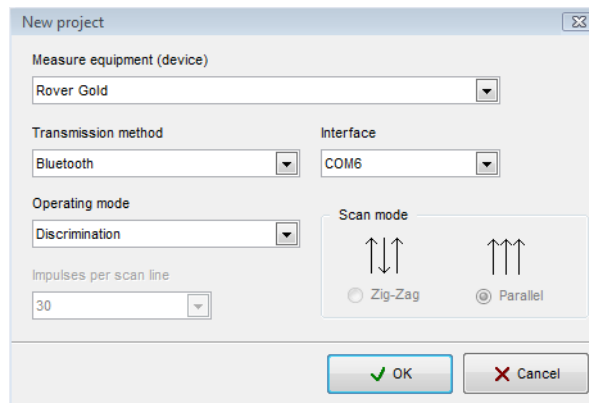 New project
Measure equipment (device)
Rover Gold
Transmission method
Interface
Bluetooth
COM6
Operating mode
Discrimination
Scan mode
Zig-Zag
Parallel
Impulses per scan line
30
OK
Cancel